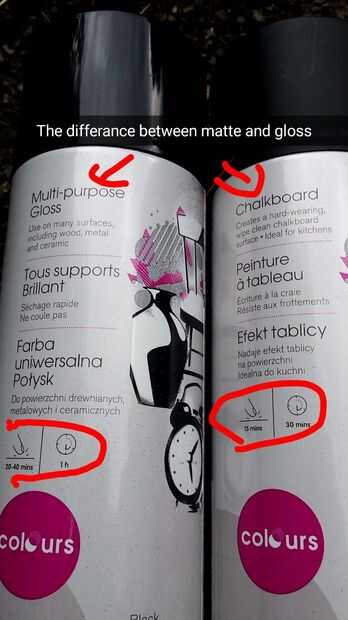 The differance between matte and gloss
Multi-purpose
Gloss
Use on many surfaces,
including wood, metal
and ceramic
Tous supports
Brillant
Séchage rapide
Ne coule pas
Farba
uniwersalna
Połysk
Do powierzchni drewnianych,
metalowych i ceramicznych
20-40 mins
1 h
colours
Black
Chalkboard
Creates a hard-wearing,
wipe clean chalkboard
surface • Ideal for kitchens
Peinture
à tableau
Écriture à la craie
Résiste aux frottements
Efekt tablicy
Nadaje efekt tablicy
na powierzchni
Idealna do kuchni
15 mins
30 mins
colours